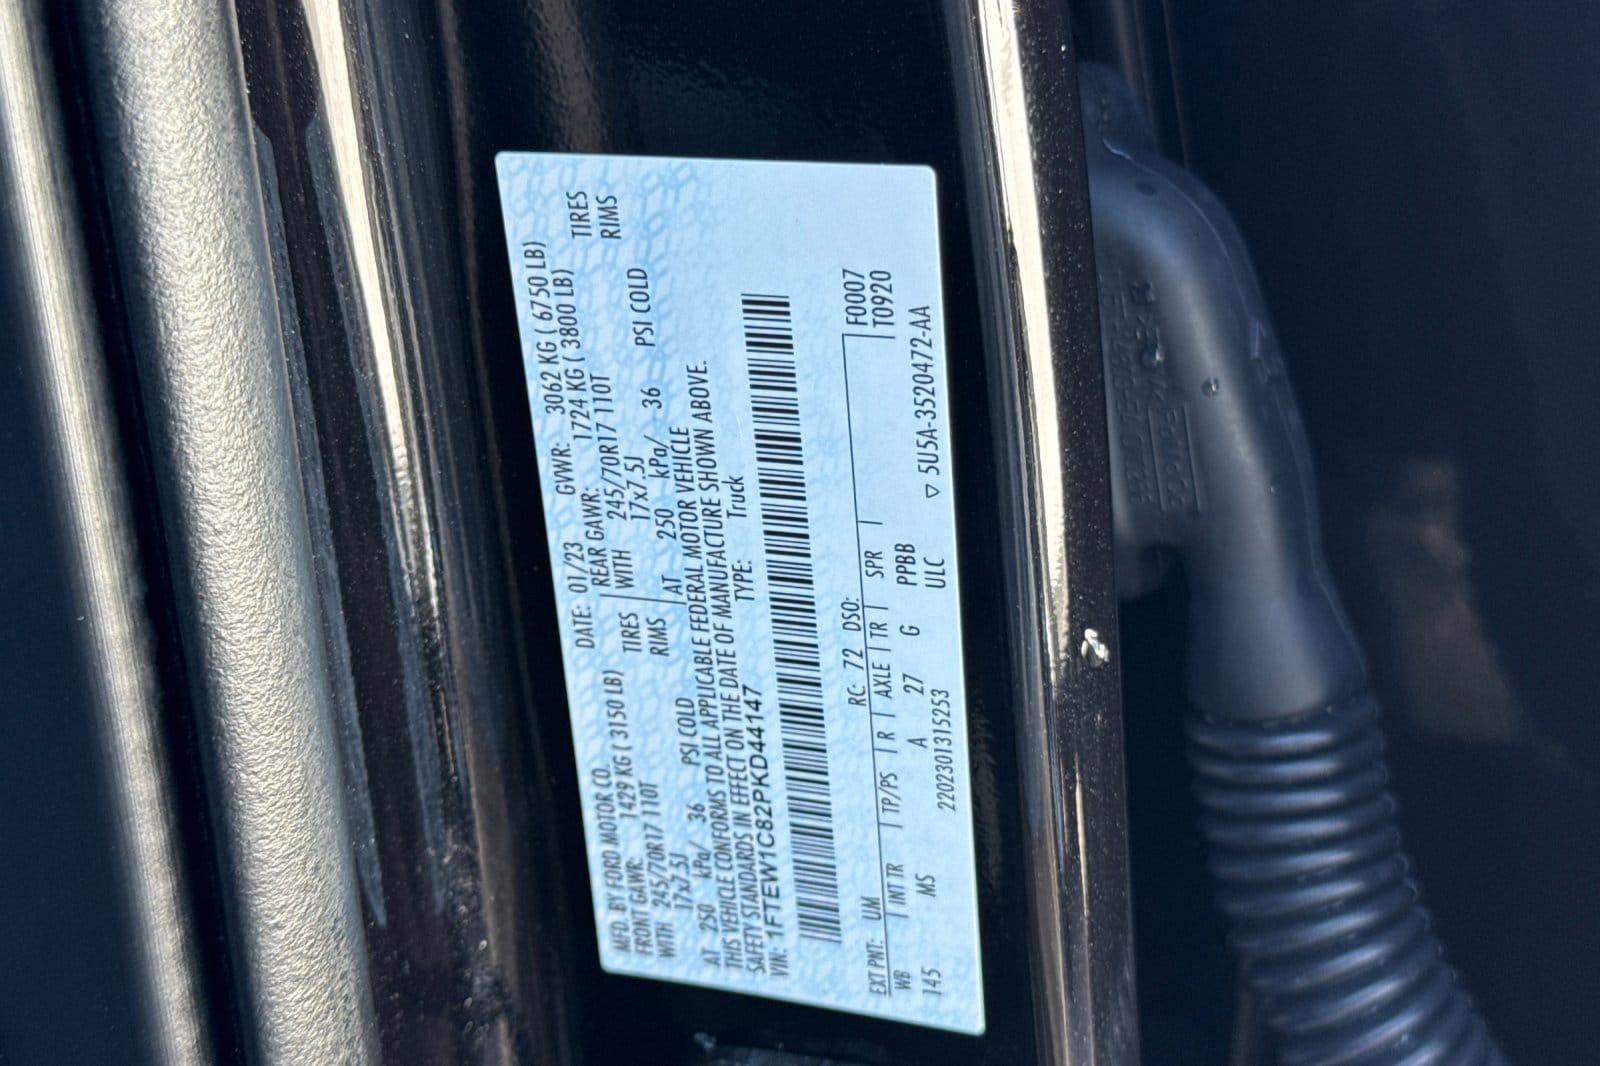 MFD. BY FORD MOTOR CO.
DATE: 01/23 GVWR: 3062 KG ( 6750 LB)
FRONT GAWR: 1429 KG ( 3150 LB)
REAR GAWR: 1724 KG ( 3800 LB)
WITH 245/70R17 110T TIRES
WITH 245/70R17 110T TIRES
17x7.5J RIMS
17x7.5J RIMS
AT 250 kPa/ 36 PSI COLD
AT 250 kPa/ 36 PSI COLD
THIS VEHICLE CONFORMS TO ALL APPLICABLE FEDERAL MOTOR VEHICLE
SAFETY STANDARDS IN EFFECT ON THE DATE OF MANUFACTURE SHOWN ABOVE.
VIN: 1FTEW1C82PKD44147 TYPE: Truck
F0007
T0920
EXT PNT: UM RC: 72 DSO:
WB INT TR TP/PS R AXLE TR SPR
145 MS A 27 G PPBB
220230131​5253 ULC ▽ 5U5A-3520472-AA